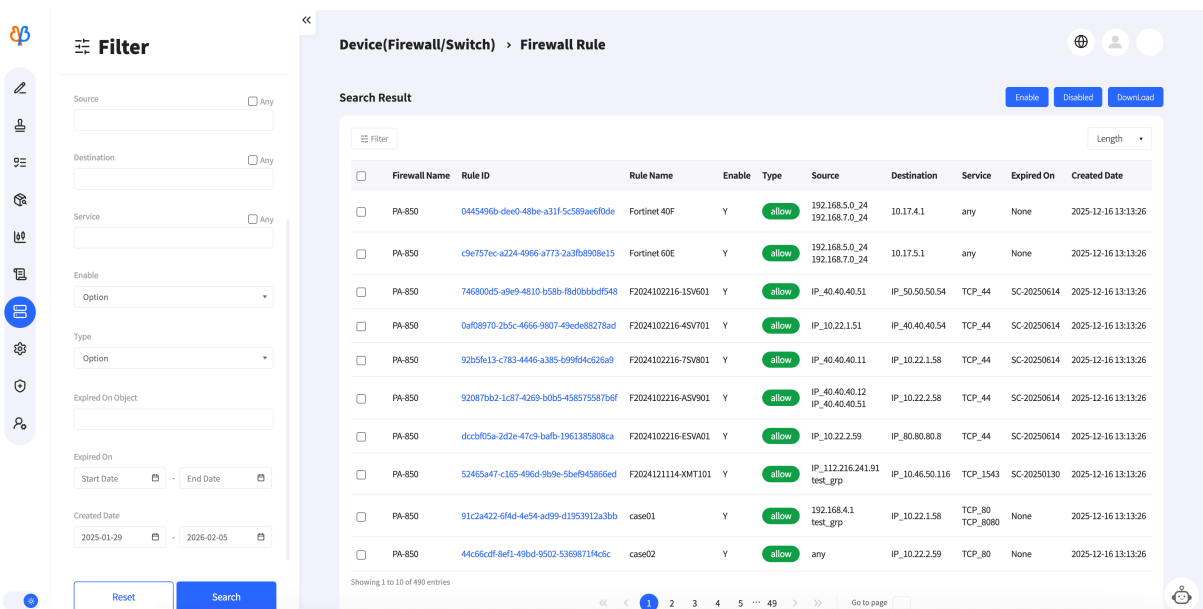 Filter
Source
Any
Destination
Any
Service
Any
Enable
Option
Type
Option
Expired On Object
Expired On
Start Date - End Date
Created Date
2025-01-29 - 2026-02-05
Reset Search
Device(Firewall/Switch) > Firewall Rule
Search Result
Enable Disabled DownLoad
Filter
Length
Firewall Name Rule ID Rule Name Enable Type Source Destination Service Expired On Created Date
PA-850 0445496b-dee0-48be-a31f-5c589ae6f0de Fortinet 40F Y allow 192.168.5.0_24 10.17.4.1 any None 2025-12-16 13:13:26
192.168.7.0_24
PA-850 c9e757ec-a224-4966-a773-2a3fb8908e15 Fortinet 60E Y allow 192.168.5.0_24 10.17.5.1 any None 2025-12-16 13:13:26
192.168.7.0_24
PA-850 746800d5-a9e9-4810-b58b-f8d0bbbdf548 F2024102216-1SV601 Y allow IP_40.40.40.51 IP_50.50.50.54 TCP_44 SC-20250614 2025-12-16 13:13:26
PA-850 0af08970-2b5c-4666-9807-49ede88278ad F2024102216-4SV701 Y allow IP_10.22.1.51 IP_40.40.40.54 TCP_44 SC-20250614 2025-12-16 13:13:26
PA-850 92b5fe13-c783-4446-a385-b99fd4c626a9 F2024102216-7SV801 Y allow IP_40.40.40.11 IP_10.22.1.58 TCP_44 SC-20250614 2025-12-16 13:13:26
PA-850 92087bb2-1c87-4269-b0b5-458575587b6f F2024102216-ASV901 Y allow IP_40.40.40.12 IP_10.22.2.58 TCP_44 SC-20250614 2025-12-16 13:13:26
IP_40.40.40.51
PA-850 dccbf05a-2d2e-47c9-bafb-1961385808ca F2024102216-ESVA01 Y allow IP_10.22.2.59 IP_80.80.80.8 TCP_44 SC-20250614 2025-12-16 13:13:26
PA-850 52465a47-c165-496d-9b9e-5bef945866ed F2024121114-XMT101 Y allow IP_112.216.241.91 IP_10.46.50.116 TCP_1543 SC-20250130 2025-12-16 13:13:26
test_grp
PA-850 91c2a422-6f4d-4e54-ad99-d1953912a3bb case01 Y allow 192.168.4.1 IP_10.22.1.58 TCP_80 None 2025-12-16 13:13:26
test_grp TCP_8080
PA-850 44c66cdf-8ef1-49bd-9502-5369871f4c6c case02 Y allow any IP_10.22.2.59 TCP_80 None 2025-12-16 13:13:26
Showing 1 to 10 of 490 entries
1 2 3 4 5 ... 49 Go to page